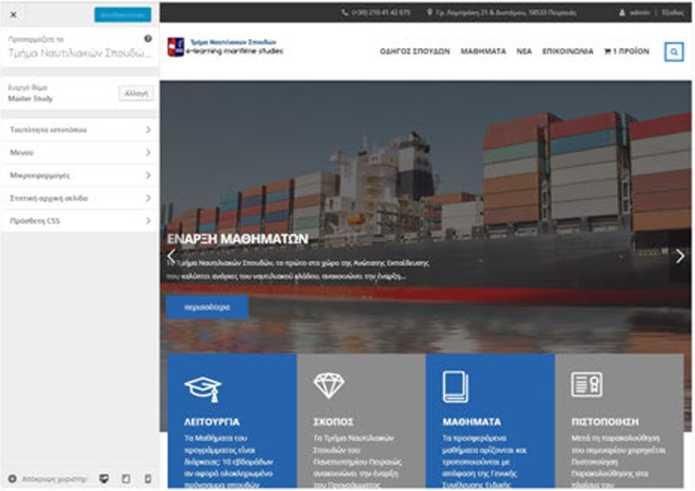 Προσαρμόζετε το
Τμήμα Ναυτιλιακών Σπουδώ...
Ενεργό θέμα
Master Study
Αλλαγή
Ταυτότητα ιστοτόπου
Μενού
Μικροεφαρμογές
Στατική αρχική σελίδα
Πρόσθετη CSS
Απόκρυψη χειριστηρ
(+30) 210 41 42 075
Γρ. Λαμπράκη 21 & Διστόμου, 18533 Πειραιάς
admin | Έξοδος
Τμήμα Ναυτιλιακών Σπουδών
e-learning maritime studies
ΟΔΗΓΟΣ ΣΠΟΥΔΩΝ ΜΑΘΗΜΑΤΑ ΝΕΑ ΕΠΙΚΟΙΝΩΝΙΑ 1 ΠΡΟΪΟΝ
ΕΝΑΡΞΗ ΜΑΘΗΜΑΤΩΝ
Το Τμήμα Ναυτιλιακών Σπουδών, το πρώτο στο χώρο της Ανώτατης Εκπαίδευσης
που καλύπτει ανάγκες του ναυτιλιακού κλάδου, ανακοινώνει την έναρξη...
περισσότερα
ΛΕΙΤΟΥΡΓΙΑ
Τα Μαθήματα του
προγράμματος είναι
διάρκειας: 10 εβδομάδων
αν αφορά ολοκληρωμένο
πρόγραμμα σπουδών
ΣΚΟΠΟΣ
Το Τμήμα Ναυτιλιακών
Σπουδών του
Πανεπιστημίου Πειραιώς
ανακοινώνει την έναρξη
του Προγράμματος
ΜΑΘΗΜΑΤΑ
Τα προσφερόμενα
μαθήματα ορίζονται και
τροποποιούνται με
απόφαση της Γενικής
Συνέλευσης Ειδικής
ΠΙΣΤΟΠΟΙΗΣΗ
Μετά τη παρακολούθηση
του σεμιναρίου χορηγείται
Πιστοποίηση
Παρακολούθησης στα
πλαίσια του